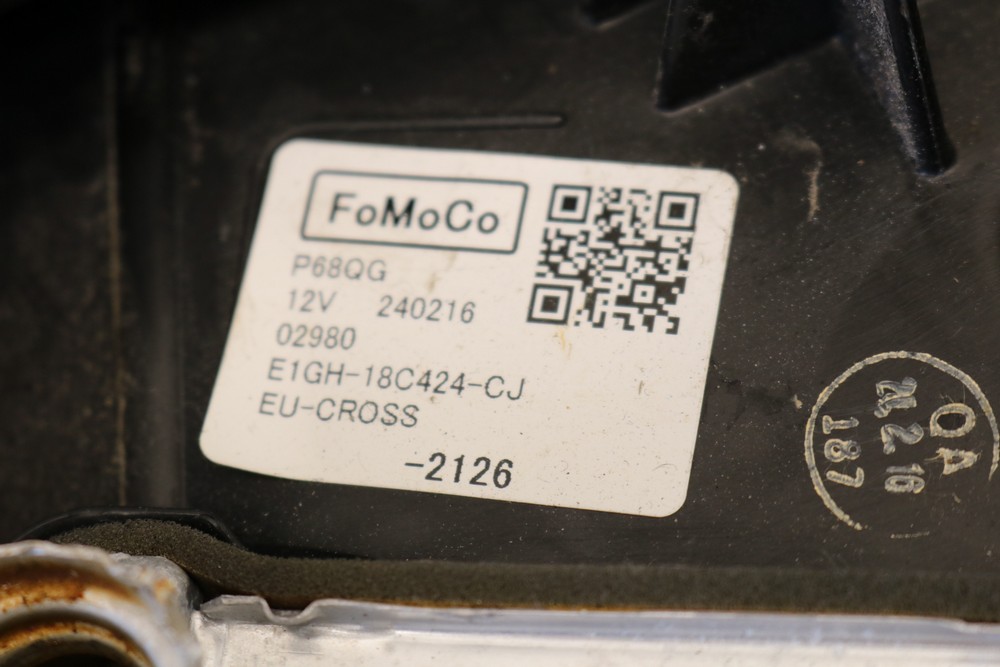 FoMoCo
P68QG
12V 240216
02980
E1GH-18C424-CJ
EU-CROSS
-2126
QA
2 16
187